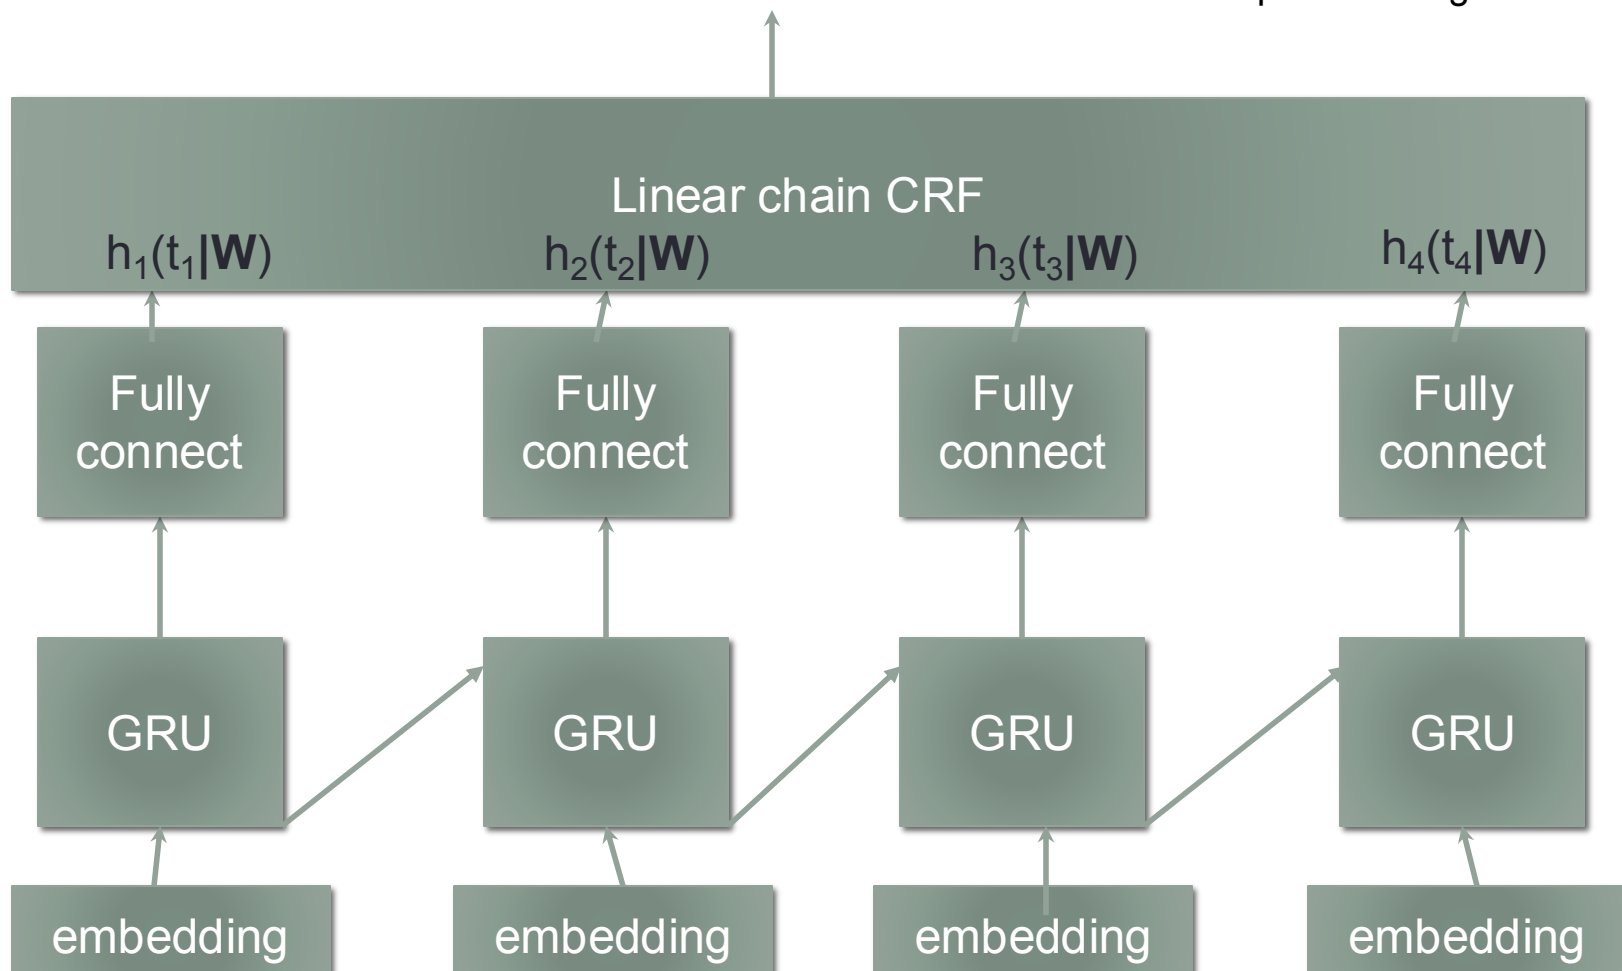 Linear chain CRF
h₁(t₁|W) h₂(t₂|W) h₃(t₃|W) h₄(t₄|W)
Fully connect
Fully connect
Fully connect
Fully connect
GRU GRU GRU GRU
embedding embedding embedding embedding